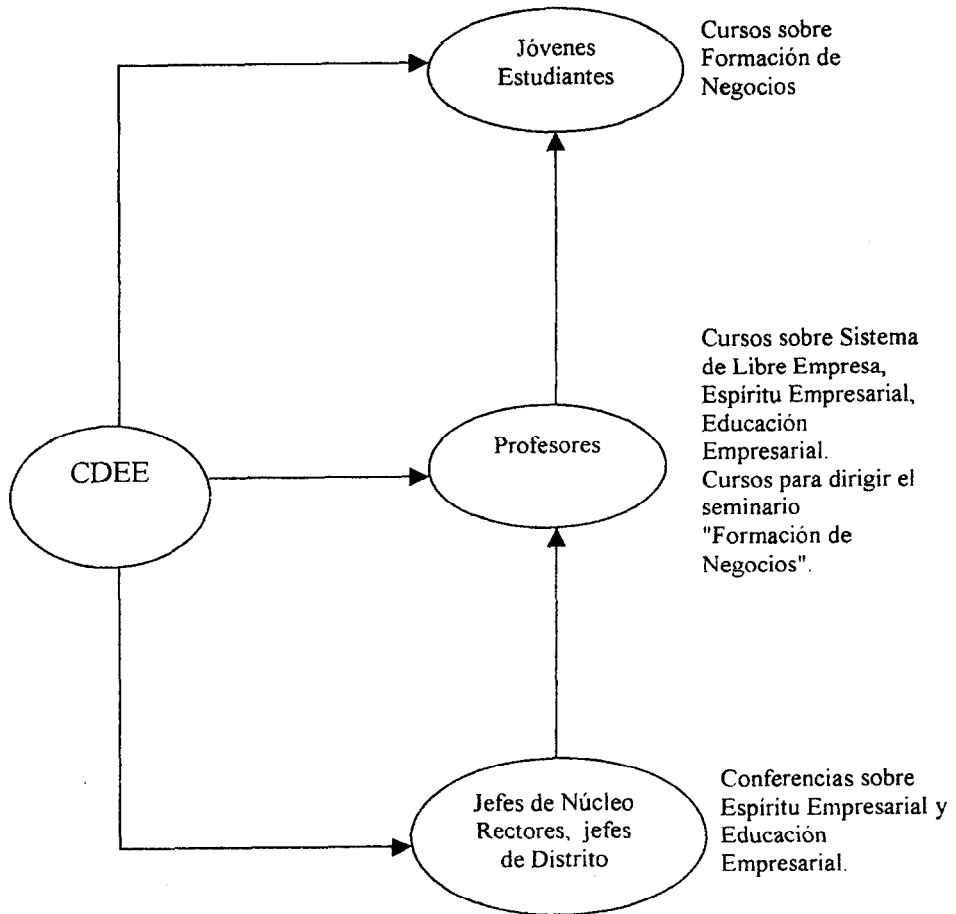 Jóvenes
Estudiantes
Cursos sobre
Formación de
Negocios
CDEE
Profesores
Cursos sobre Sistema
de Libre Empresa,
Espíritu Empresarial,
Educación
Empresarial.
Cursos para dirigir el
seminario
"Formación de
Negocios".
Jefes de Núcleo
Rectores, jefes
de Distrito
Conferencias sobre
Espíritu Empresarial y
Educación
Empresarial.